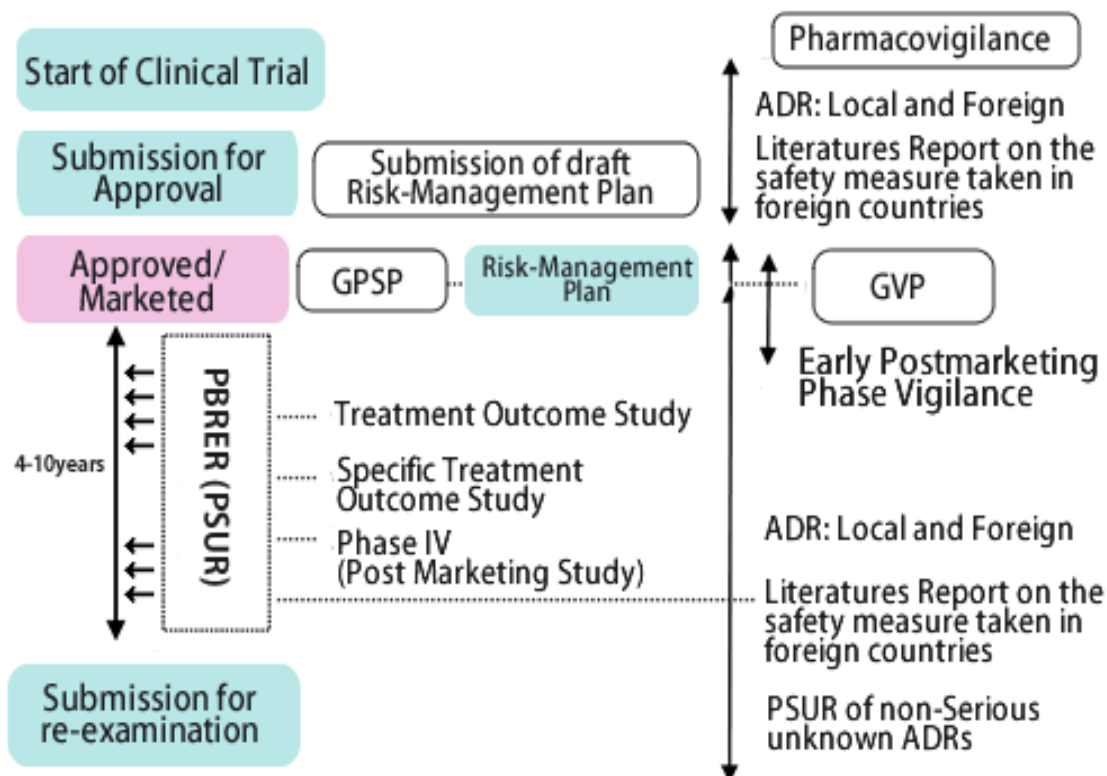 Start of Clinical Trial
Pharmacovigilance
ADR: Local and Foreign
Literatures Report on the
safety measure taken in
foreign countries
Submission for
Approval
Submission of draft
Risk-Management Plan
Approved/
Marketed
GPSP
Risk-Management
Plan
GVP
Early Postmarketing
Phase Vigilance
4-10years
PBRER (PSUR)
Treatment Outcome Study
Specific Treatment
Outcome Study
Phase IV
(Post Marketing Study)
ADR: Local and Foreign
Literatures Report on the
safety measure taken in
foreign countries
PSUR of non-Serious
unknown ADRs
Submission for
re-examination